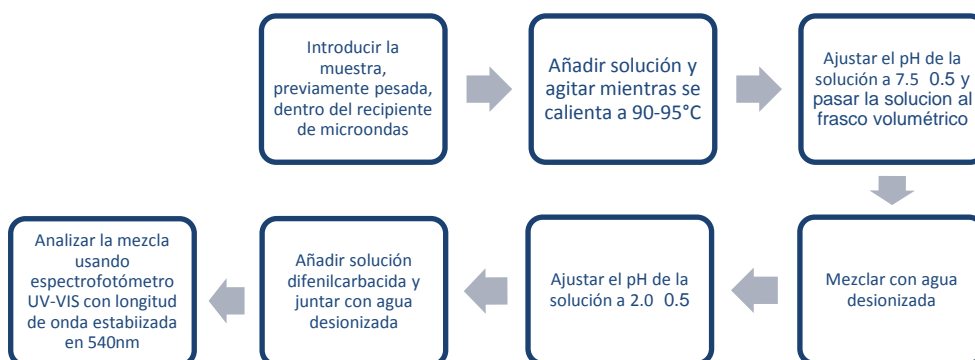 Introducir la
muestra,
previamente pesada,
dentro del recipiente
de microondas
Añadir solución y
agitar mientras se
calienta a 90-95°C
Ajustar el pH de la
solución a 7.5 0.5 y
pasar la solucion al
frasco volumétrico
Mezclar con agua
desionizada
Ajustar el pH de la
solución a 2.0 0.5
Añadir solución
difenilcarbacida y
juntar con agua
desionizada
Analizar la mezcla
usando
espectrofotómetro
UV-VIS con longitud
de onda estabiizada
en 540nm